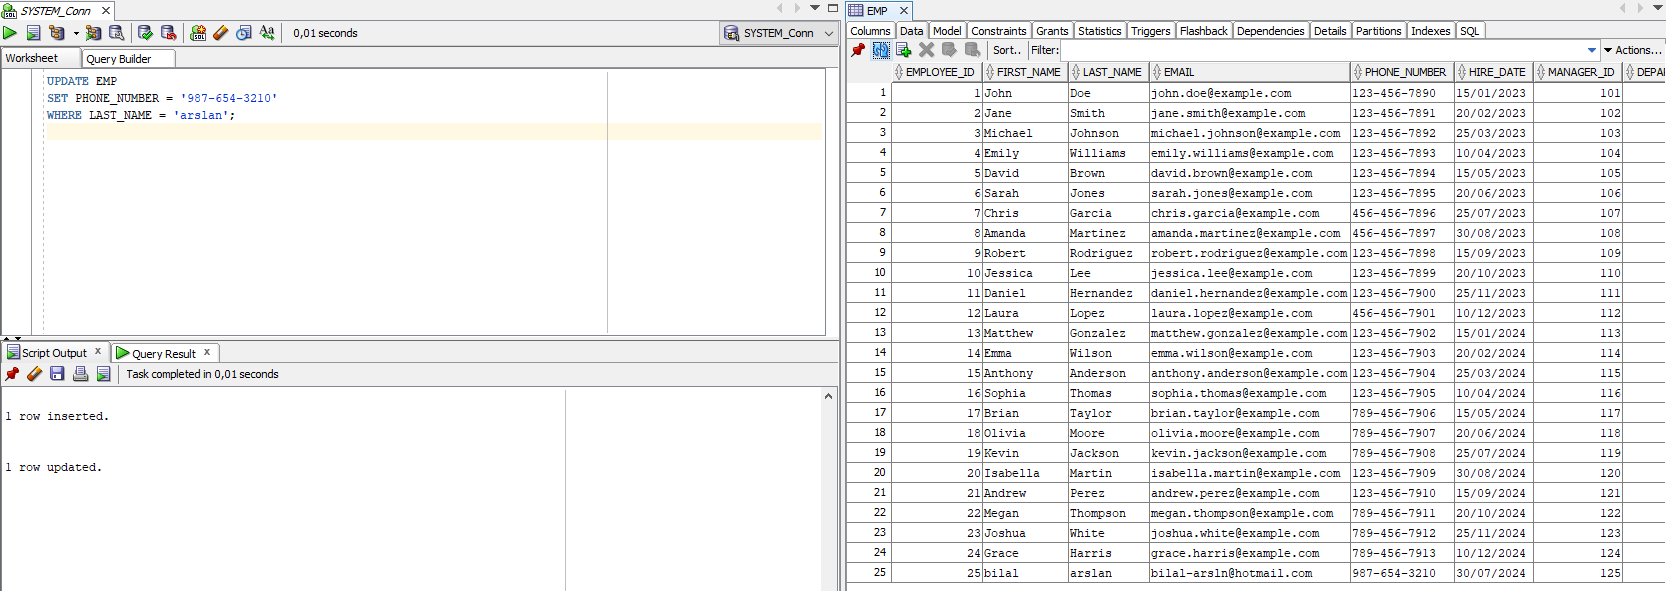 SYSTEM_Conn
0,01 seconds
SYSTEM_Conn
Worksheet Query Builder
UPDATE EMP
SET PHONE_NUMBER = '987-654-3210'
WHERE LAST_NAME = 'arslan';
Script Output Query Result
Task completed in 0,01 seconds
1 row inserted.
1 row updated.
EMP
Columns Data Model Constraints Grants Statistics Triggers Flashback Dependencies Details Partitions Indexes SQL
Sort.. Filter: Actions...
EMPLOYEE_ID FIRST_NAME LAST_NAME EMAIL PHONE_NUMBER HIRE_DATE MANAGER_ID DEPA
1 1 John Doe john.doe@example.com 123-456-7890 15/01/2023 101
2 2 Jane Smith jane.smith@example.com 123-456-7891 20/02/2023 102
3 3 Michael Johnson michael.johnson@example.com 123-456-7892 25/03/2023 103
4 4 Emily Williams emily.williams@example.com 123-456-7893 10/04/2023 104
5 5 David Brown david.brown@example.com 123-456-7894 15/05/2023 105
6 6 Sarah Jones sarah.jones@example.com 123-456-7895 20/06/2023 106
7 7 Chris Garcia chris.garcia@example.com 456-456-7896 25/07/2023 107
8 8 Amanda Martinez amanda.martinez@example.com 456-456-7897 30/08/2023 108
9 9 Robert Rodriguez robert.rodriguez@example.com 123-456-7898 15/09/2023 109
10 10 Jessica Lee jessica.lee@example.com 123-456-7899 20/10/2023 110
11 11 Daniel Hernandez daniel.hernandez@example.com 123-456-7900 25/11/2023 111
12 12 Laura Lopez laura.lopez@example.com 456-456-7901 10/12/2023 112
13 13 Matthew Gonzalez matthew.gonzalez@example.com 123-456-7902 15/01/2024 113
14 14 Emma Wilson emma.wilson@example.com 123-456-7903 20/02/2024 114
15 15 Anthony Anderson anthony.anderson@example.com 123-456-7904 25/03/2024 115
16 16 Sophia Thomas sophia.thomas@example.com 123-456-7905 10/04/2024 116
17 17 Brian Taylor brian.taylor@example.com 789-456-7906 15/05/2024 117
18 18 Olivia Moore olivia.moore@example.com 789-456-7907 20/06/2024 118
19 19 Kevin Jackson kevin.jackson@example.com 789-456-7908 25/07/2024 119
20 20 Isabella Martin isabella.martin@example.com 123-456-7909 30/08/2024 120
21 21 Andrew Perez andrew.perez@example.com 123-456-7910 15/09/2024 121
22 22 Megan Thompson megan.thompson@example.com 789-456-7911 20/10/2024 122
23 23 Joshua White joshua.white@example.com 789-456-7912 25/11/2024 123
24 24 Grace Harris grace.harris@example.com 789-456-7913 10/12/2024 124
25 25 bilal arslan bilal-arsln@hotmail.com 987-654-3210 30/07/2024 125